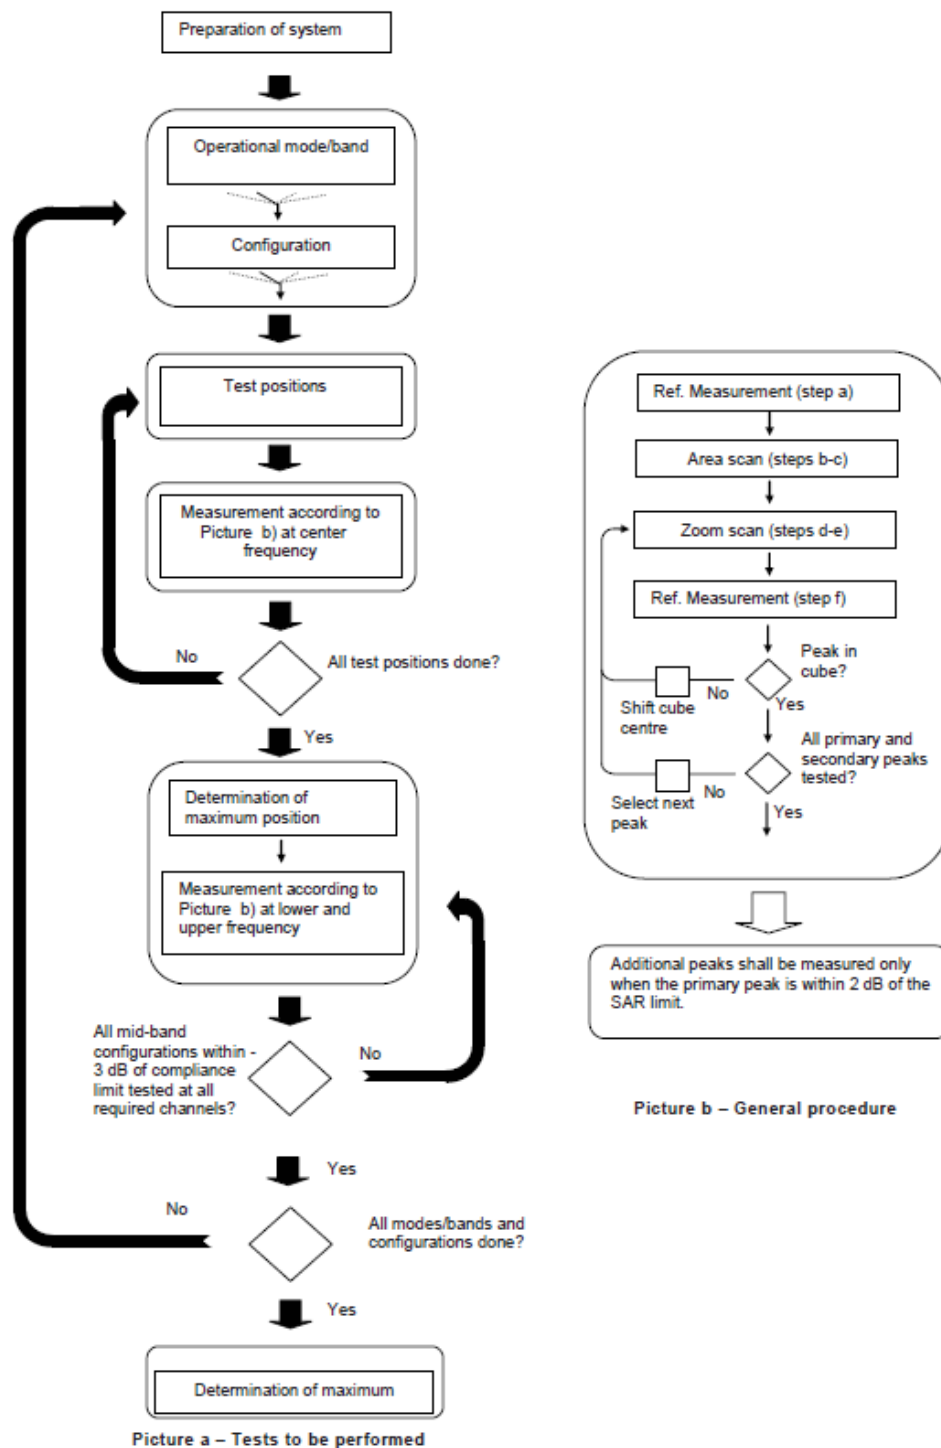 Preparation of system
Operational mode/band
Configuration
Test positions
Measurement according to
Picture b) at center
frequency
No
All test positions done?
Yes
Determination of
maximum position
Measurement according to
Picture b) at lower and
upper frequency
All mid-band
configurations within -
3 dB of compliance
limit tested at all
required channels?
No
Yes
No
All modes/bands and
configurations done?
Yes
Determination of maximum
Picture a – Tests to be performed
Ref. Measurement (step a)
Area scan (steps b-c)
Zoom scan (steps d-e)
Ref. Measurement (step f)
Peak in
cube?
No
Shift cube
centre
Yes
All primary and
secondary peaks
tested?
No
Select next
peak
Yes
Additional peaks shall be measured only
when the primary peak is within 2 dB of the
SAR limit.
Picture b – General procedure